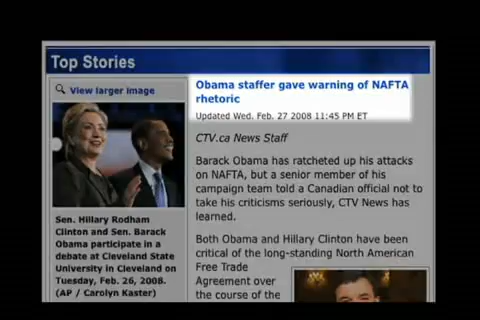 Top Stories
View larger image
Sen. Hillary Rodham
Clinton and Sen. Barack
Obama participate in a
debate at Cleveland State
University in Cleveland on
Tuesday, Feb. 26, 2008.
(AP / Carolyn Kaster)
Obama staffer gave warning of NAFTA
rhetoric
Updated Wed. Feb. 27 2008 11:45 PM ET
CTV.ca News Staff
Barack Obama has ratcheted up his attacks
on NAFTA, but a senior member of his
campaign team told a Canadian official not to
take his criticisms seriously, CTV News has
learned.
Both Obama and Hillary Clinton have been
critical of the long-standing North American
Free Trade
Agreement over
the course of the